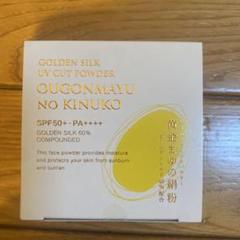 GOLDEN SILK
UV CUT POWDER
OUGONMAYU
NO KINUKO
SPF50+・PA++++
GOLDEN SILK 60%
COMPOUNDED
This face powder provides moisture
and protects your skin from sunburn
and suntan
黄金まゆの絹粉